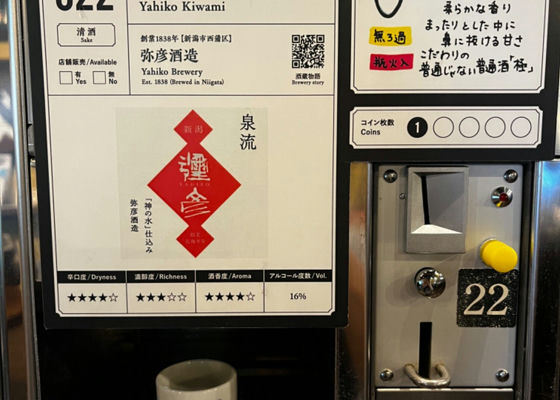 022
Yahiko Kiwami
清酒
Sake
店舗販売/Available
有
Yes
無
No
創業1838年【新潟市西蒲区】
弥彦酒造
Yahiko Brewery
Est. 1838 (Brewed in Niigata)
酒蔵物語
Brewery story
泉流
新潟
彌彦
YAHIKO
「神の水」仕込み
弥彦酒造
辛口度/Dryness
★★★★☆
濃醇度/Richness
★★★☆☆
酒香度/Aroma
★★★★☆
アルコール度数/Vol.
16%
柔らかな香り
まったりとした中に
真に抜ける甘さ
無ろ過
瓶火入
こだわりの
普通じゃない普通酒「極」
コイン枚数
Coins
1
22